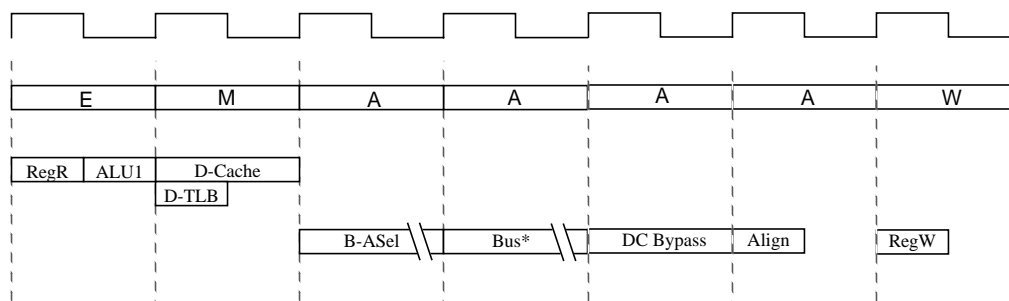 E M A A A A W
RegR ALU1 D-Cache
D-TLB
B-ASel Bus* DC Bypass Align RegW